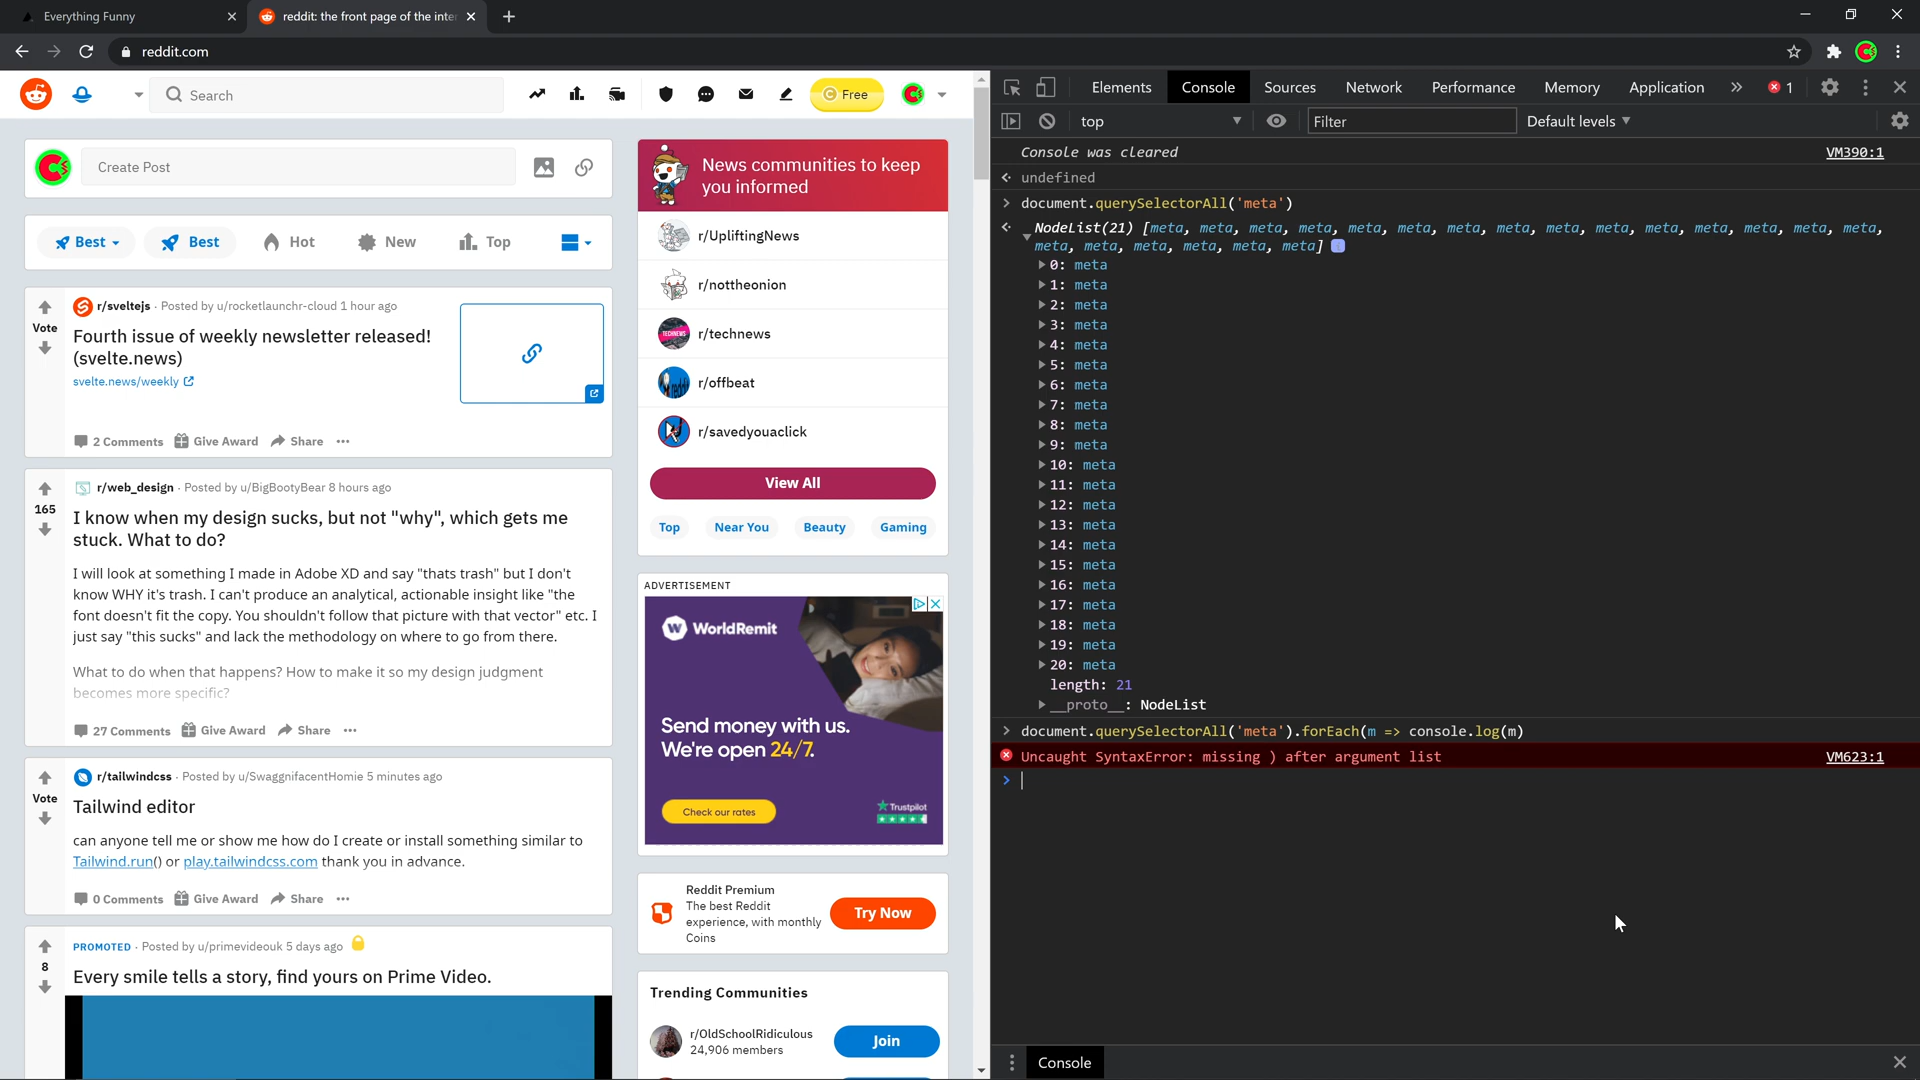 Everything Funny
reddit: the front page of the inter
reddit.com
Search
Free
Create Post
Best
Best
Hot
New
Top
r/sveltejs · Posted by u/rocketlaunchr-cloud 1 hour ago
Vote
Fourth issue of weekly newsletter released!
(svelte.news)
svelte.news/weekly
2 Comments
Give Award
Share
r/web_design · Posted by u/BigBootyBear 8 hours ago
165
I know when my design sucks, but not "why", which gets me
stuck. What to do?
I will look at something I made in Adobe XD and say "thats trash" but I don't
know WHY it's trash. I can't produce an analytical, actionable insight like "the
font doesn't fit the copy. You shouldn't follow that picture with that vector" etc. I
just say "this sucks" and lack the methodology on where to go from there.
What to do when that happens? How to make it so my design judgment
becomes more specific?
27 Comments
Give Award
Share
r/tailwindcss · Posted by u/SwaggnifacentHomie 5 minutes ago
Vote
Tailwind editor
can anyone tell me or show me how do I create or install something similar to
Tailwind.run() or play.tailwindcss.com thank you in advance.
0 Comments
Give Award
Share
PROMOTED · Posted by u/primevideouk 5 days ago
8
Every smile tells a story, find yours on Prime Video.
News communities to keep
you informed
r/UpliftingNews
r/nottheonion
TECHNEWS
r/technews
r/offbeat
r/savedyouaclick
View All
Top
Near You
Beauty
Gaming
ADVERTISEMENT
WorldRemit
Send money with us.
We're open 24/7.
Check our rates
Trustpilot
Reddit Premium
The best Reddit
experience, with monthly
Coins
Try Now
Trending Communities
r/OldSchoolRidiculous
24,906 members
Join
Elements
Console
Sources
Network
Performance
Memory
Application
1
top
Filter
Default levels
Console was cleared
VM390:1
undefined
document.querySelectorAll('meta')
NodeList(21) [meta, meta, meta, meta, meta, meta, meta, meta, meta, meta, meta, meta, meta, meta, meta,
meta, meta, meta, meta, meta, meta]
0: meta
1: meta
2: meta
3: meta
4: meta
5: meta
6: meta
7: meta
8: meta
9: meta
10: meta
11: meta
12: meta
13: meta
14: meta
15: meta
16: meta
17: meta
18: meta
19: meta
20: meta
length: 21
__proto__: NodeList
document.querySelectorAll('meta').forEach(m => console.log(m)
Uncaught SyntaxError: missing ) after argument list
VM623:1
Console